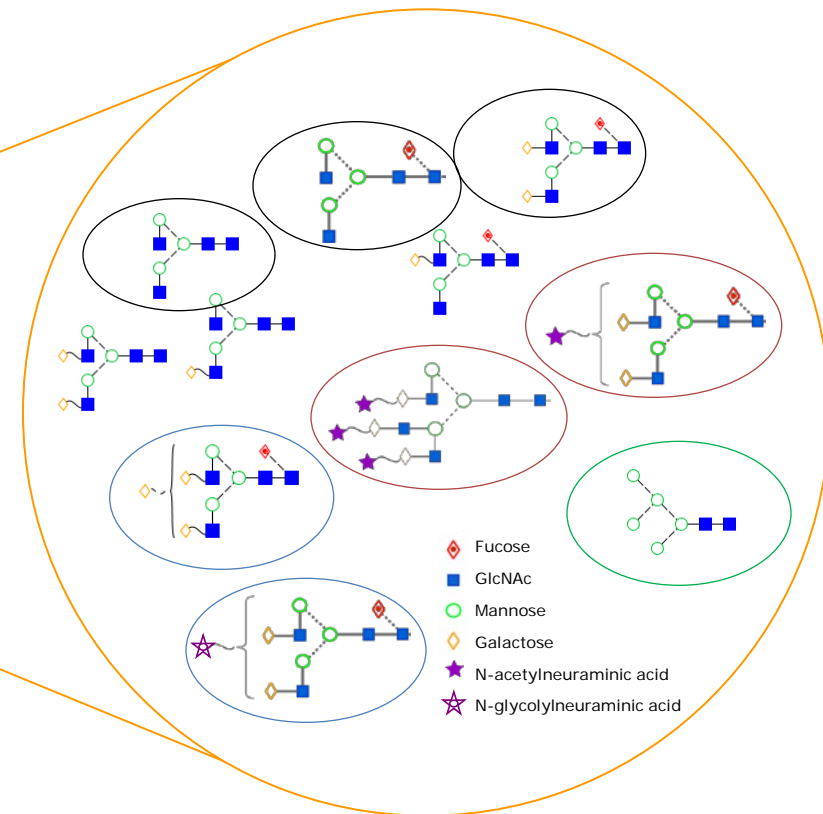 Fucose
GlcNAc
Mannose
Galactose
N-acetylneuraminic acid
N-glycolylneuraminic acid